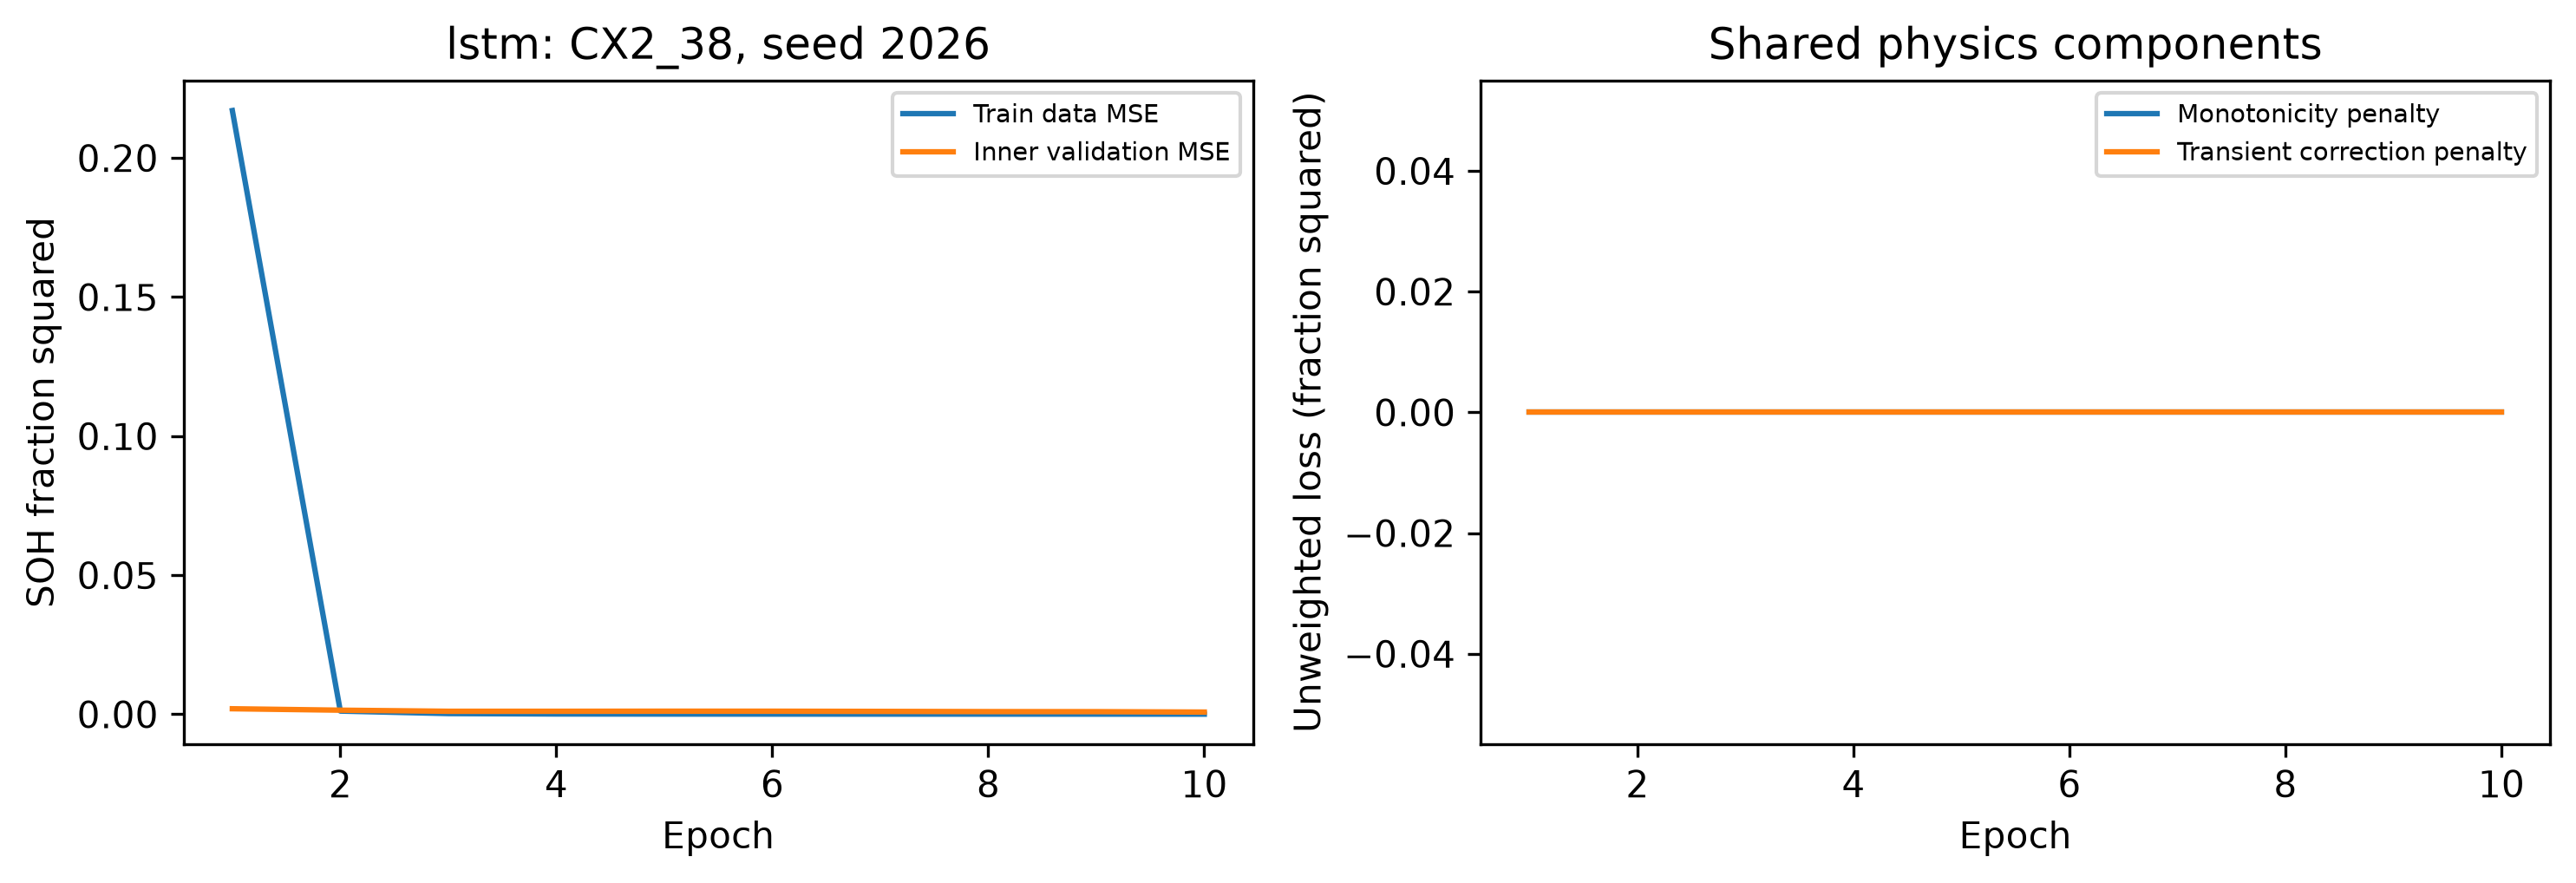 lstm: CX2_38, seed 2026
SOH fraction squared
0.20
0.15
0.10
0.05
0.00
Train data MSE
Inner validation MSE
2 4 6 8 10
Epoch
Shared physics components
Unweighted loss (fraction squared)
0.04
0.02
0.00
−0.02
−0.04
Monotonicity penalty
Transient correction penalty
2 4 6 8 10
Epoch